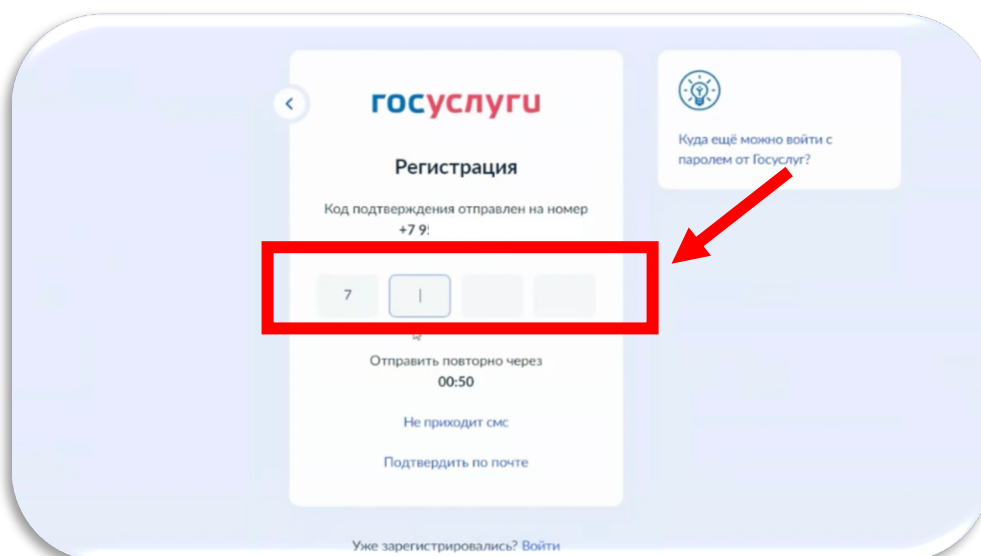 госуслуги
Регистрация
Код подтверждения отправлен на номер
+7 9
7
Отправить повторно через
00:50
Не приходит смс
Подтвердить по почте
Уже зарегистрировались? Войти
Куда ещё можно войти с
паролем от Госуслуг?